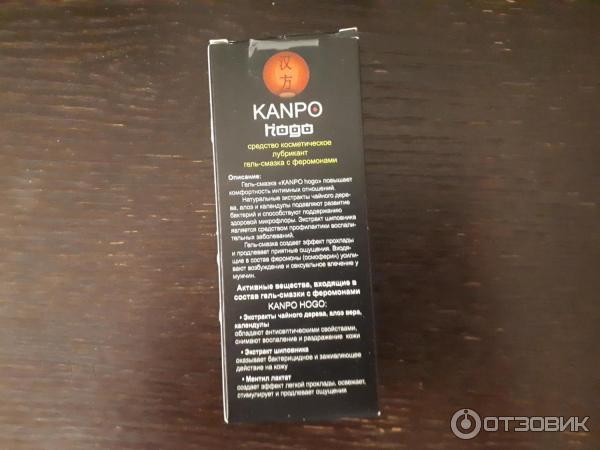 汉
方
KANPO
Hogo
средство косметическое
лубрикант
гель-смазка с феромонами
Описание:
Гель-смазка «KANPO hogo» повышает
комфортность интимных отношений.
Натуральные экстракты чайного дере-
ва, алоэ и календулы подавляют развитие
бактерий и способствуют поддержанию
здоровой микрофлоры. Экстракт шиповника
является средством профилактики воспали-
тельных заболеваний.
Гель-смазка создает эффект прохлады
и продлевает приятные ощущения. Входя-
щие в состав феромоны (осмоферин) усили-
вают возбуждение и сексуальное влечение у
мужчин.
Активные вещества, входящие в
состав гель-смазки с феромонами
KANPO HOGO:
• Экстракты чайного дерева, алоэ вера,
календулы
обладают антисептическими свойствами,
снимают воспаление и раздражение кожи
• Экстракт шиповника
оказывает бактерицидное и заживляющее
действие на кожу
• Ментил лактат
создает эффект легкой прохлады, освежает,
стимулирует и продлевает ощущения
ОТЗОВИК